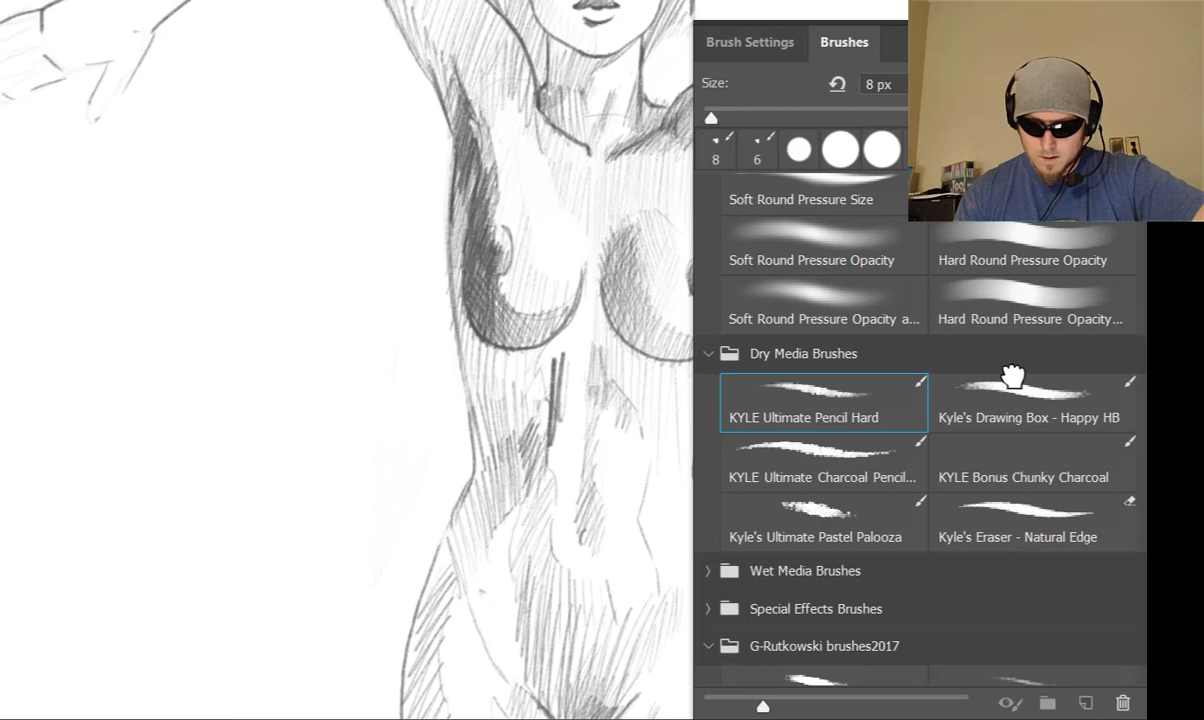 Brush Settings Brushes
Size: 8 px
8 6
Soft Round Pressure Size
Soft Round Pressure Opacity Hard Round Pressure Opacity
Soft Round Pressure Opacity a... Hard Round Pressure Opacity...
Dry Media Brushes
KYLE Ultimate Pencil Hard Kyle's Drawing Box - Happy HB
KYLE Ultimate Charcoal Pencil... KYLE Bonus Chunky Charcoal
Kyle's Ultimate Pastel Palooza Kyle's Eraser - Natural Edge
Wet Media Brushes
Special Effects Brushes
G-Rutkowski brushes2017